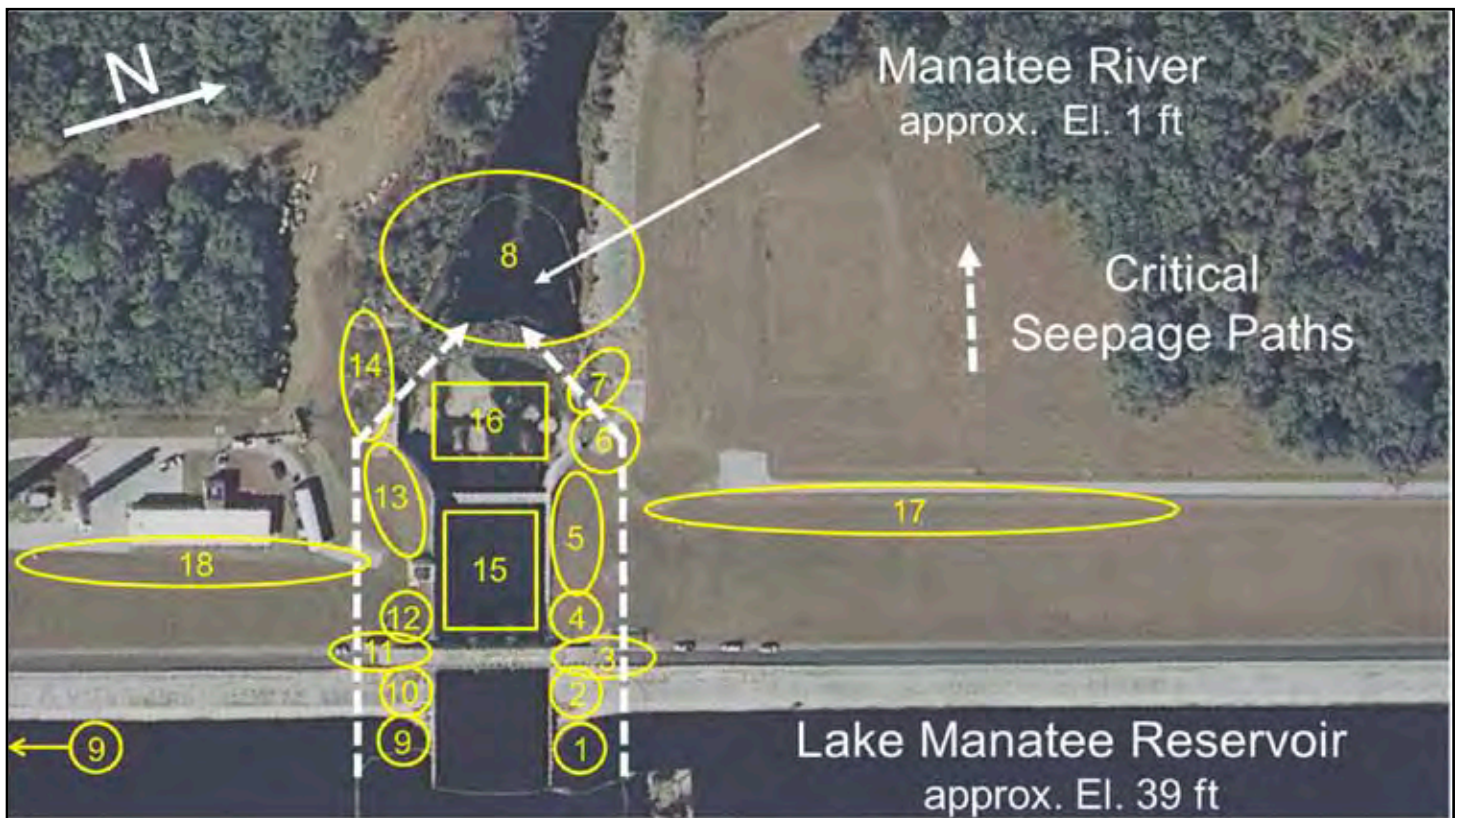 N
Manatee River
approx. El. 1 ft
8
Critical
Seepage Paths
14
7
16
6
13
5
17
18
15
12
4
11
3
10
2
9
9
1
Lake Manatee Reservoir
approx. El. 39 ft